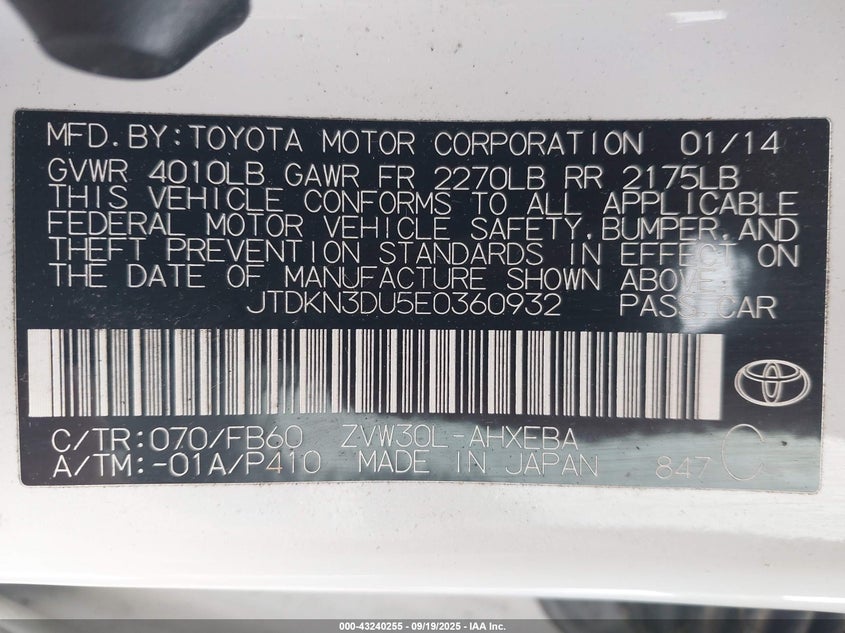 MFD.BY:TOYOTA MOTOR CORPORATION 01/14
GVWR 4010LB GAWR FR 2270LB RR 2175LB
THIS VEHICLE CONFORMS TO ALL APPLICABLE
FEDERAL MOTOR VEHICLE SAFETY,BUMPER,AND
THEFT PREVENTION STANDARDS IN EFFECT ON
THE DATE OF MANUFACTURE SHOWN ABOVE.
JTDKN3DU5E0360932 PASS.CAR
C/TR:070/FB60 ZVW30L-AHXEBA
A/TM:-01A/P410 MADE IN JAPAN 847 C
000-43240255 - 09/19/2025 - IAA Inc.